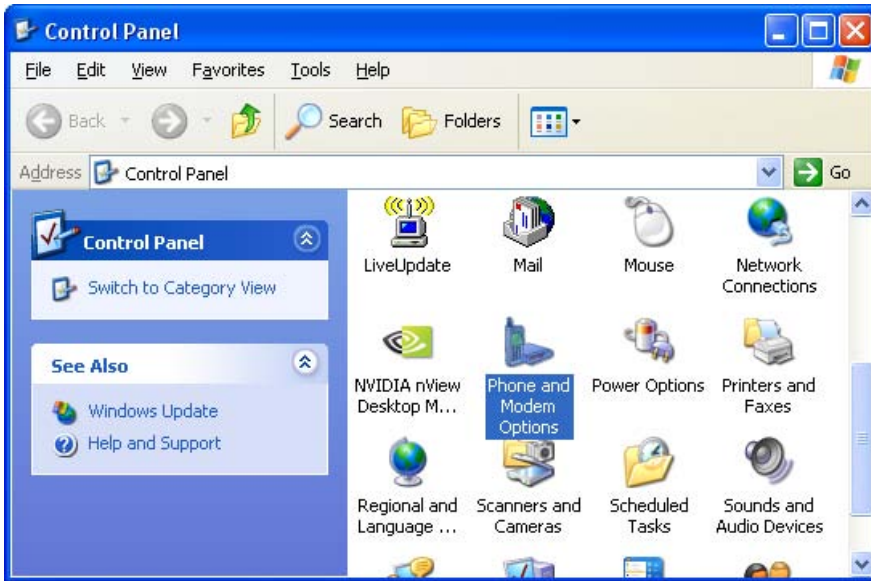 Control Panel
File Edit View Favorites Tools Help
Back Search Folders
Address Control Panel Go
Control Panel
Switch to Category View
See Also
Windows Update
Help and Support
LiveUpdate Mail Mouse Network
Connections
NVIDIA nView Phone and Power Options Printers and
Desktop M... Modem Faxes
Options
Regional and Scanners and Scheduled Sounds and
Language ... Cameras Tasks Audio Devices